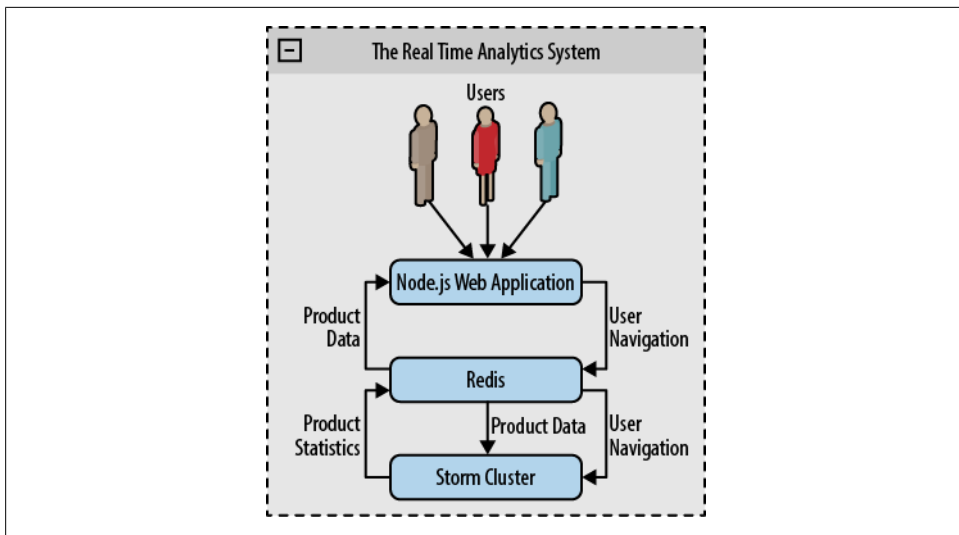 The Real Time Analytics System
Users
Node.js Web Application
Product
Data
User
Navigation
Redis
Product
Statistics
Product Data
User
Navigation
Storm Cluster